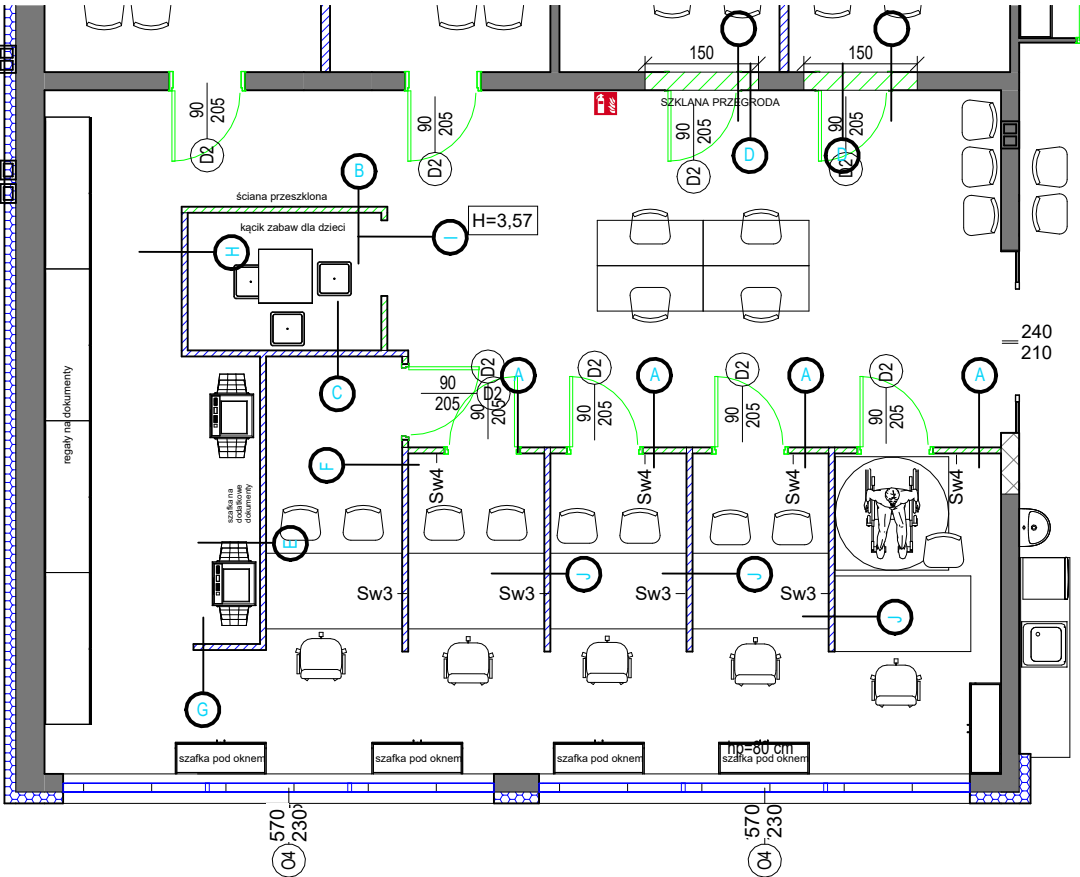 150
150
SZKLANA PRZEGRODA
90
205
D2
90
205
D2
90
205
D2
D
90
205
D
D2
B
ściana przeszklona
kącik zabaw dla dzieci
H
I
H=3,57
240
210
regały na dokumenty
C
90
205
D2
D2
90
205
A
D2
90
205
A
D2
90
205
A
D2
90
205
A
F
Sw4
Sw4
Sw4
Sw4
szafka na
dodatkowe
dokumenty
E
J
J
J
Sw3
Sw3
Sw3
Sw3
G
szafka pod oknem
szafka pod oknem
szafka pod oknem
hp=80 cm
szafka pod oknem
570
230
O4
570
230
O4